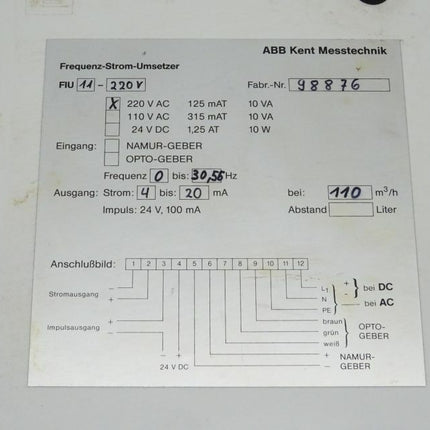 ABB Kent Messtechnik
Frequenz-Strom-Umsetzer
FIU 11 - 220V Fabr.-Nr. 98876
X 220 V AC 125 mAT 10 VA
110 V AC 315 mAT 10 VA
24 V DC 1,25 AT 10 W
Eingang: NAMUR-GEBER
OPTO-GEBER
Frequenz 0 bis: 30,56 Hz
Ausgang: Strom: 4 bis: 20 mA bei: 110 m³/h
Impuls: 24 V, 100 mA Abstand Liter
Anschlußbild: 1 2 3 4 5 6 7 8 9 10 11 12
Stromausgang − +
Impulsausgang + −
− + 24 V DC
L1 + bei DC
N -
PE bei AC
braun
grün OPTO-GEBER
weiß
+ NAMUR-
− GEBER